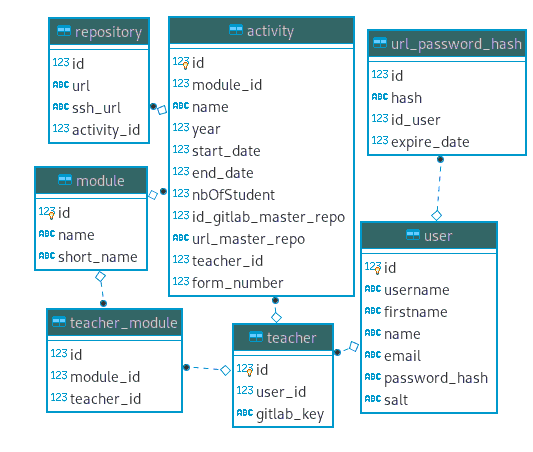 repository
123 id
ABC url
ABC ssh_url
123 activity_id
activity
123 id
123 module_id
ABC name
123 year
123 start_date
123 end_date
123 nbOfStudent
123 id_gitlab_master_repo
ABC url_master_repo
123 teacher_id
123 form_number
url_password_hash
123 id
ABC hash
123 id_user
123 expire_date
module
123 id
ABC name
ABC short_name
user
123 id
ABC username
ABC firstname
ABC name
ABC email
ABC password_hash
ABC salt
teacher_module
123 id
123 module_id
123 teacher_id
teacher
123 id
123 user_id
ABC gitlab_key